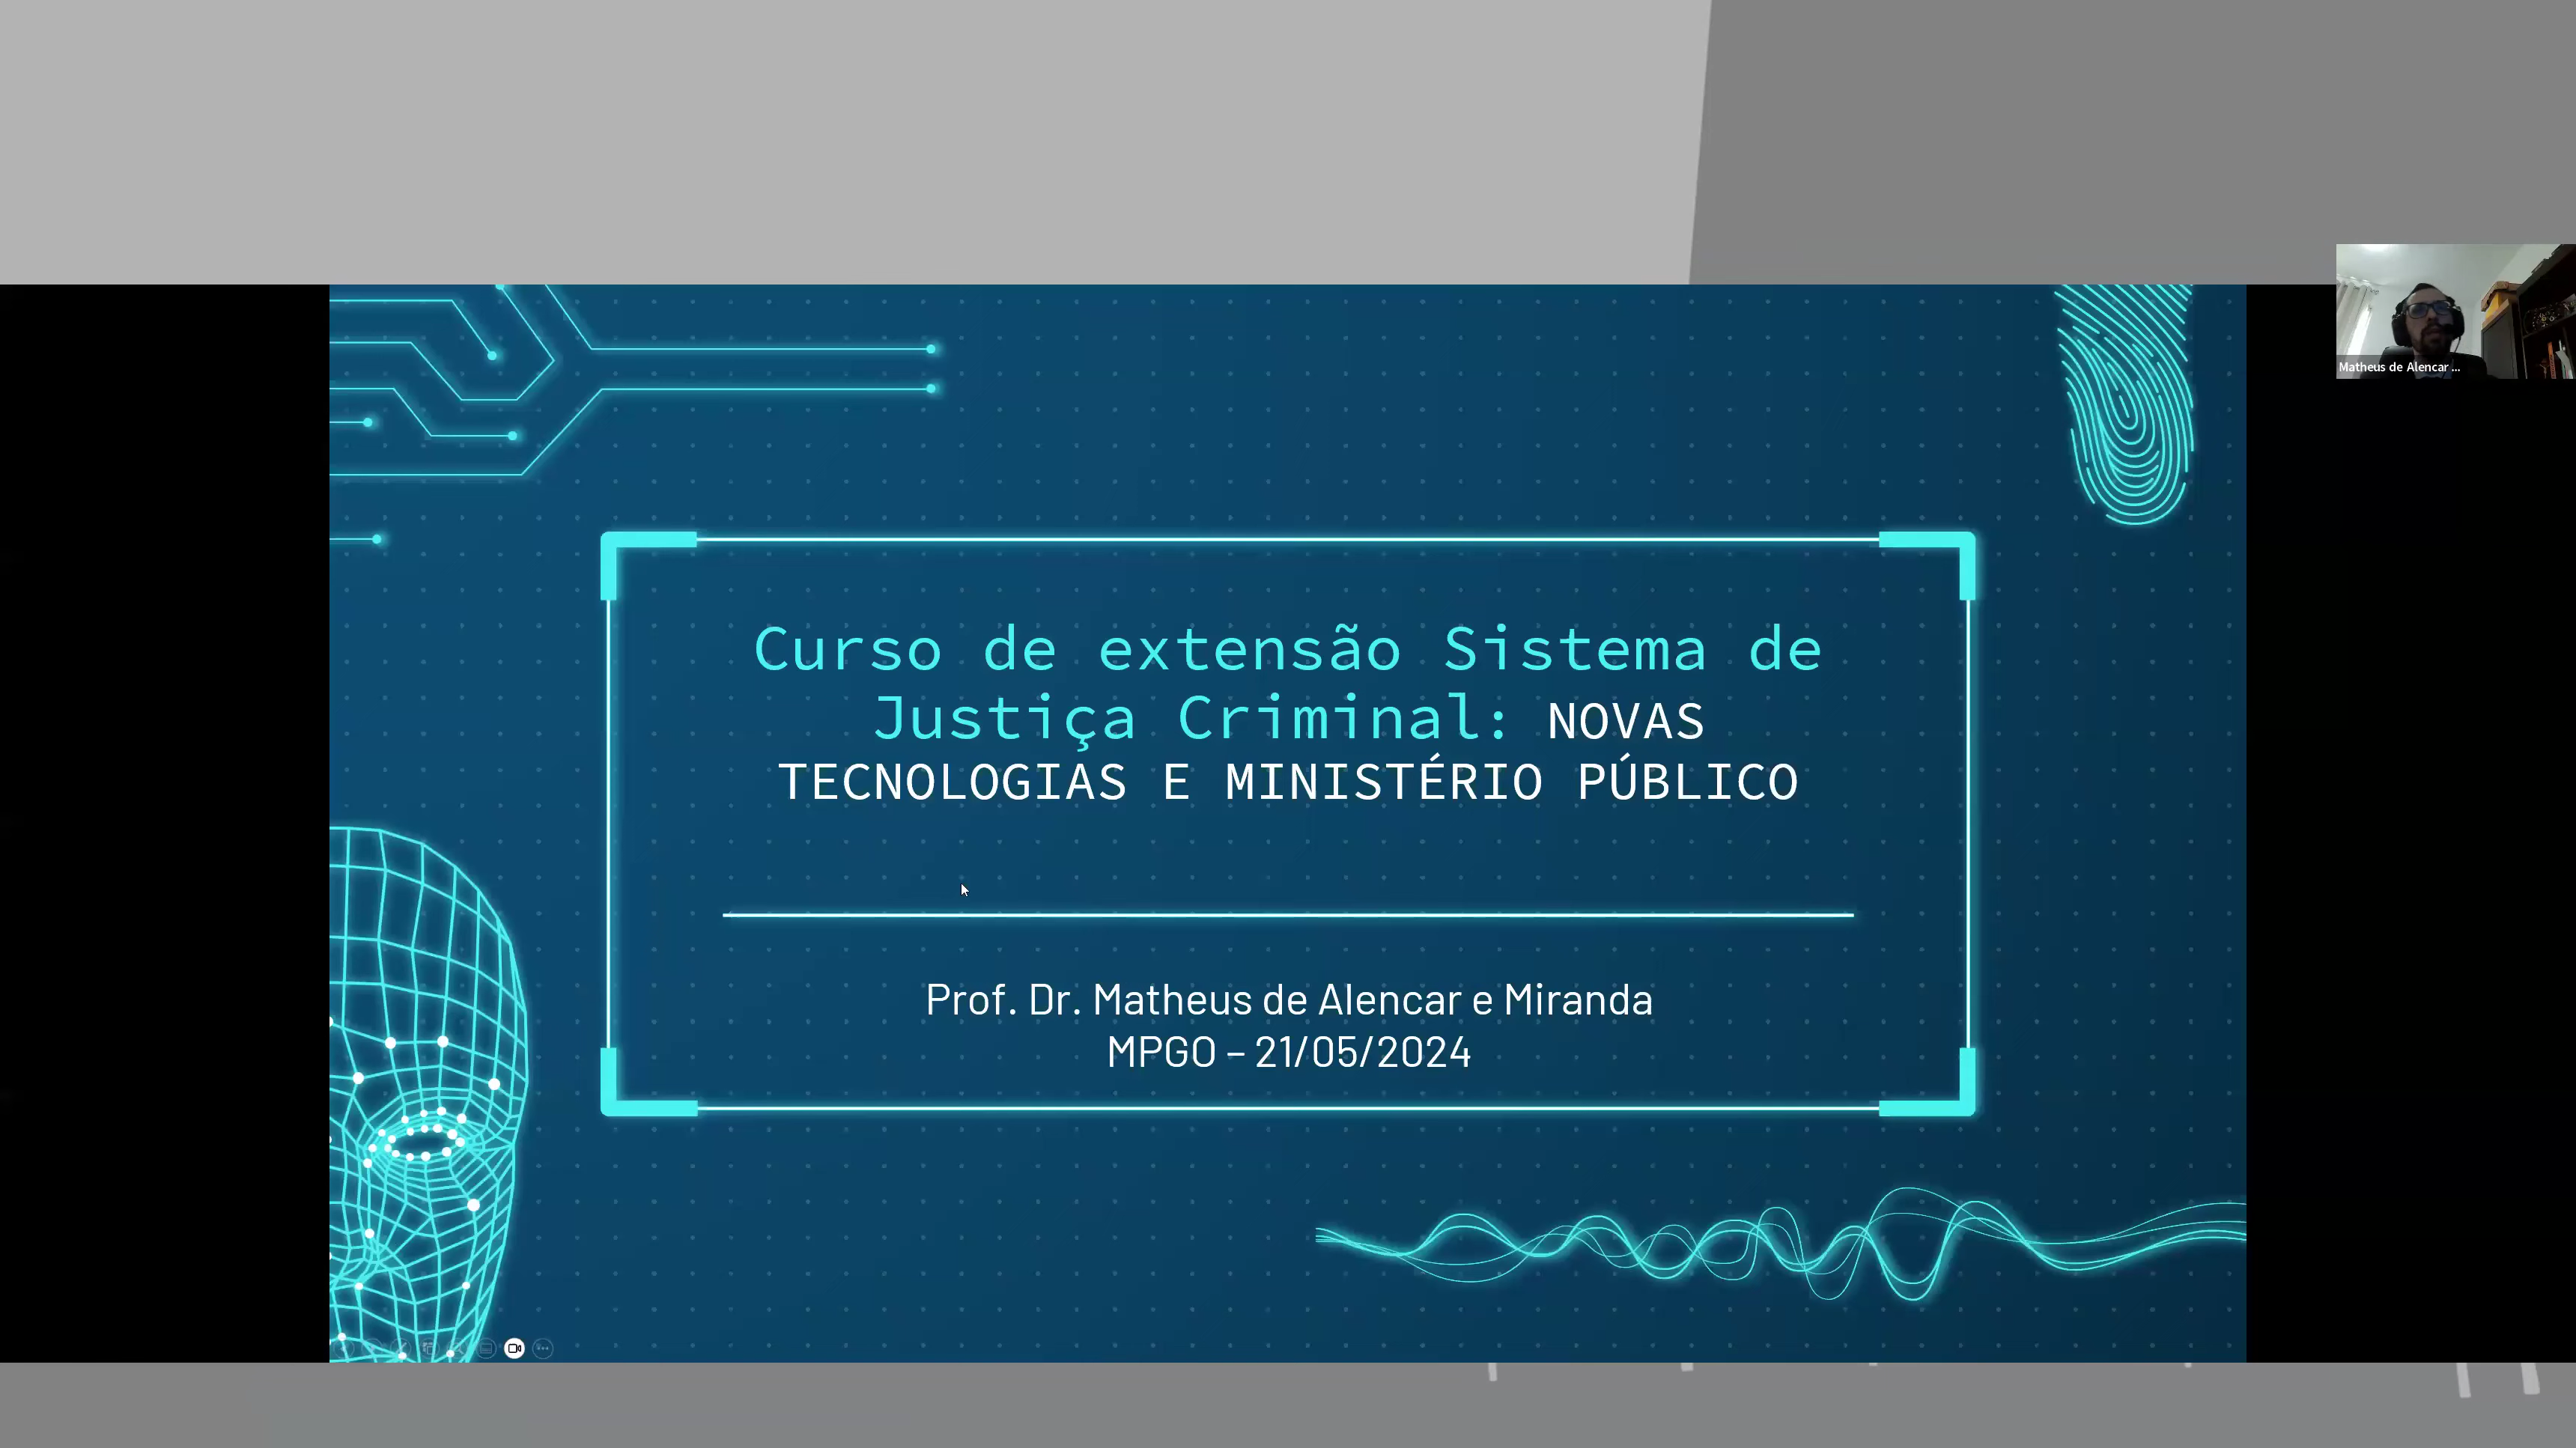 Matheus de Alencar ...
Curso de extensão Sistema de
Justiça Criminal: NOVAS
TECNOLOGIAS E MINISTÉRIO PÚBLICO
Prof. Dr. Matheus de Alencar e Miranda
MPGO – 21/05/2024